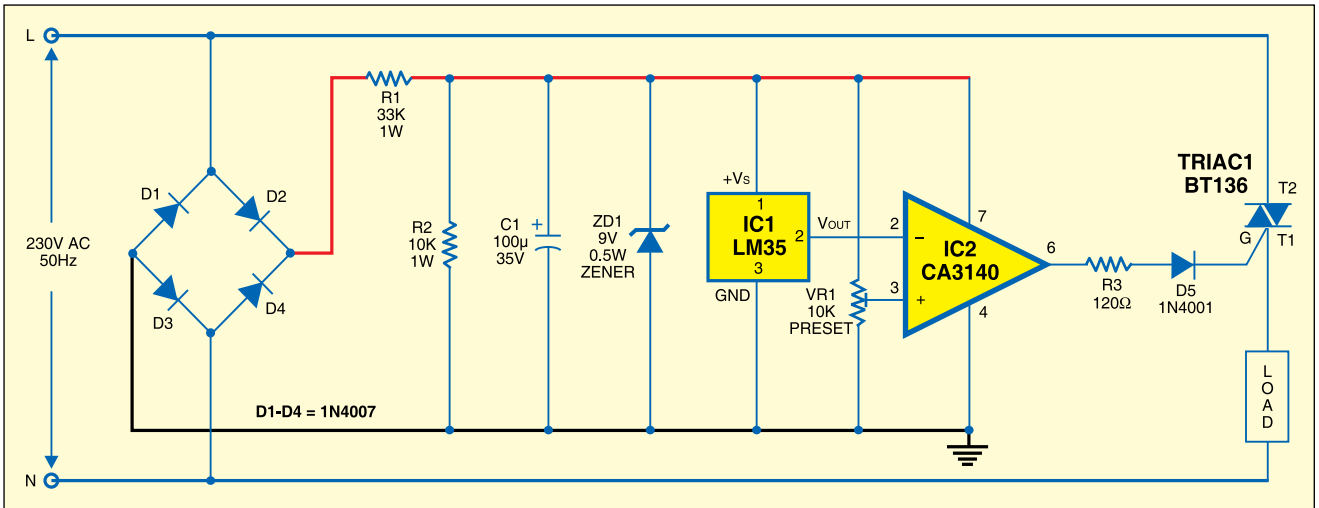 L
R1
33K
1W
TRIAC1
BT136
T2
G
T1
D1
D2
+VS
1
IC1
LM35
2
3
GND
VOUT
2
−
7
IC2
CA3140
6
3
+
4
230V AC
50Hz
R2
10K
1W
C1
100µ
35V
+
ZD1
9V
0.5W
ZENER
VR1
10K
PRESET
R3
120Ω
D5
1N4001
D3
D4
D1-D4 = 1N4007
L
O
A
D
N